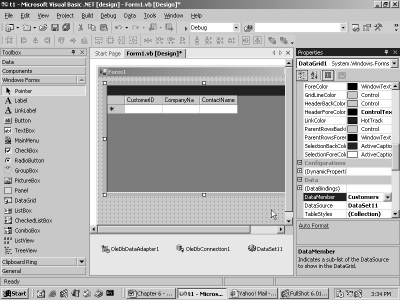 t1 - Microsoft Visual Basic .NET [design] - Form1.vb [Design]*
File Edit View Project Build Debug Data Tools Window Help
Debug
Toolbox
Data
Components
Windows Forms
Pointer
Label
LinkLabel
Button
TextBox
MainMenu
CheckBox
RadioButton
GroupBox
PictureBox
Panel
DataGrid
ListBox
CheckedListBox
ComboBox
ListView
TreeView
Clipboard Ring
General
Start Page Form1.vb [Design]*
Form1
CustomerID CompanyNa ContactName
OleDbDataAdapter1 OleDbConnection1 DataSet11
Properties
DataGrid1 System.Windows.Forms
ForeColor WindowText
GridLineColor Control
HeaderBackColor Control
HeaderForeColor ControlText
LinkColor HotTrack
ParentRowsBackC Control
ParentRowsForeC WindowText
SelectionBackCol ActiveCaption
SelectionForeCol ActiveCaption
Configurations
(DynamicProperti
Data
(DataBindings)
DataMember Customers
DataSource DataSet11
TableStyles (Collection)
Auto Format
DataMember
Indicates a sub-list of the DataSource to show in the DataGrid.
Ready
Start Chapter 6 - ... t1 - Micros... Yahoo! Mail -... FullShot 6.01... 3:34 PM